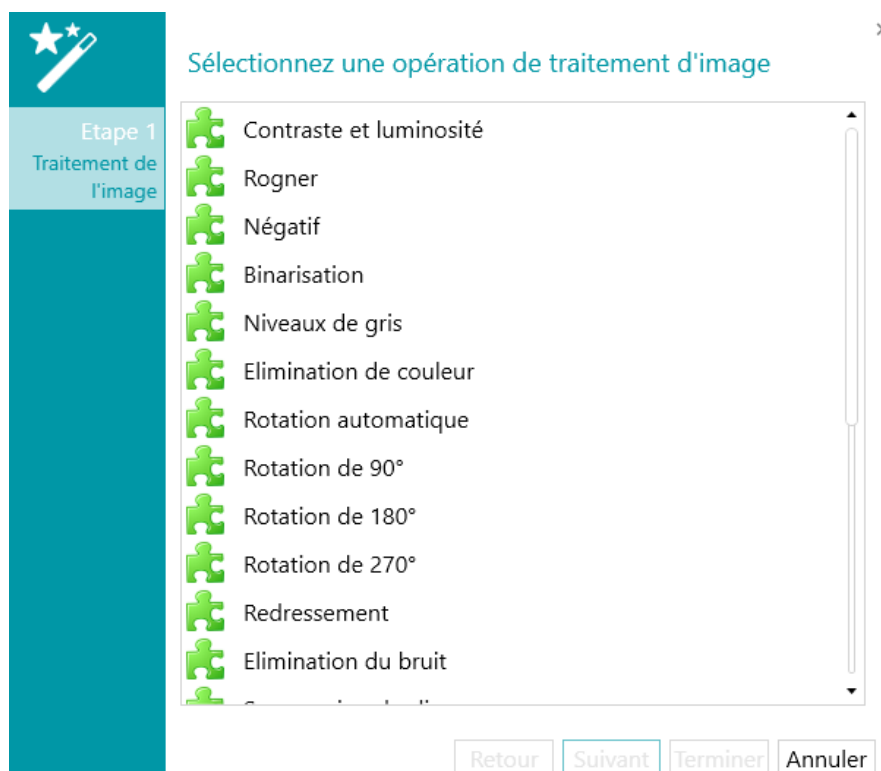 Sélectionnez une opération de traitement d'image
Etape 1
Traitement de
l'image
Contraste et luminosité
Rogner
Négatif
Binarisation
Niveaux de gris
Elimination de couleur
Rotation automatique
Rotation de 90°
Rotation de 180°
Rotation de 270°
Redressement
Elimination du bruit
Retour Suivant Terminer Annuler